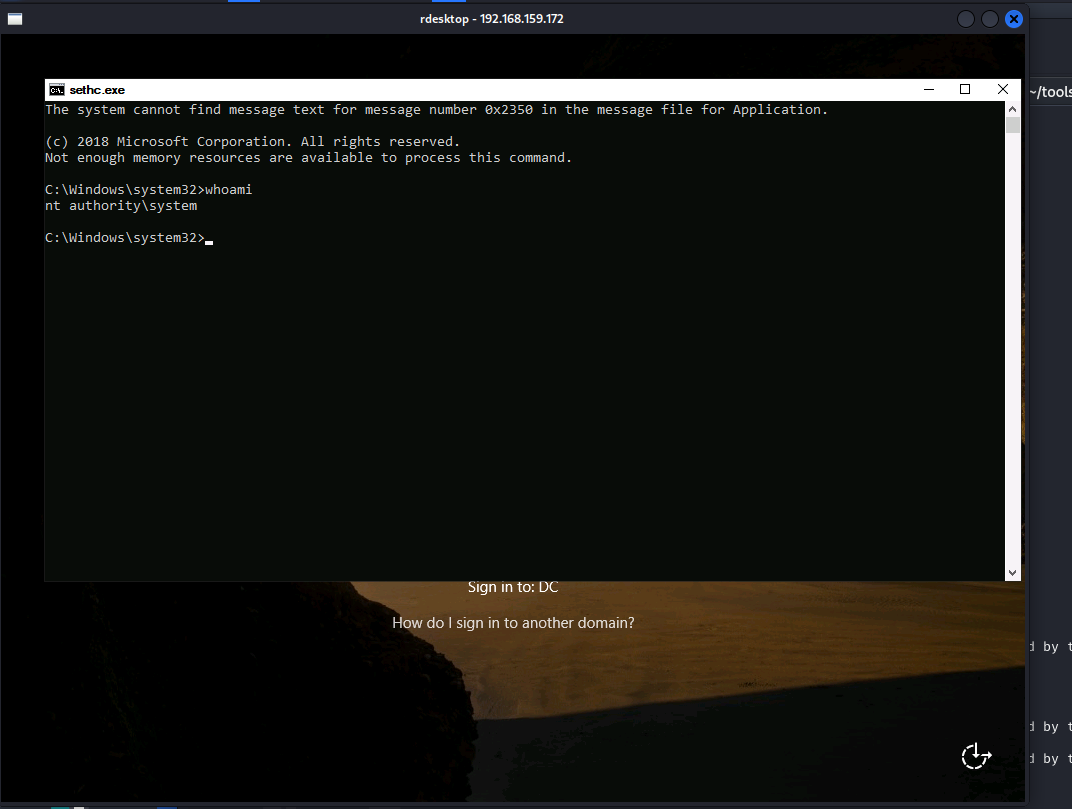 rdesktop - 192.168.159.172
sethc.exe
~/tools
The system cannot find message text for message number 0x2350 in the message file for Application.
(c) 2018 Microsoft Corporation. All rights reserved.
Not enough memory resources are available to process this command.
C:\Windows\system32>whoami
nt authority\system
C:\Windows\system32>
Sign in to: DC
How do I sign in to another domain?
d by t
d by t
d by t